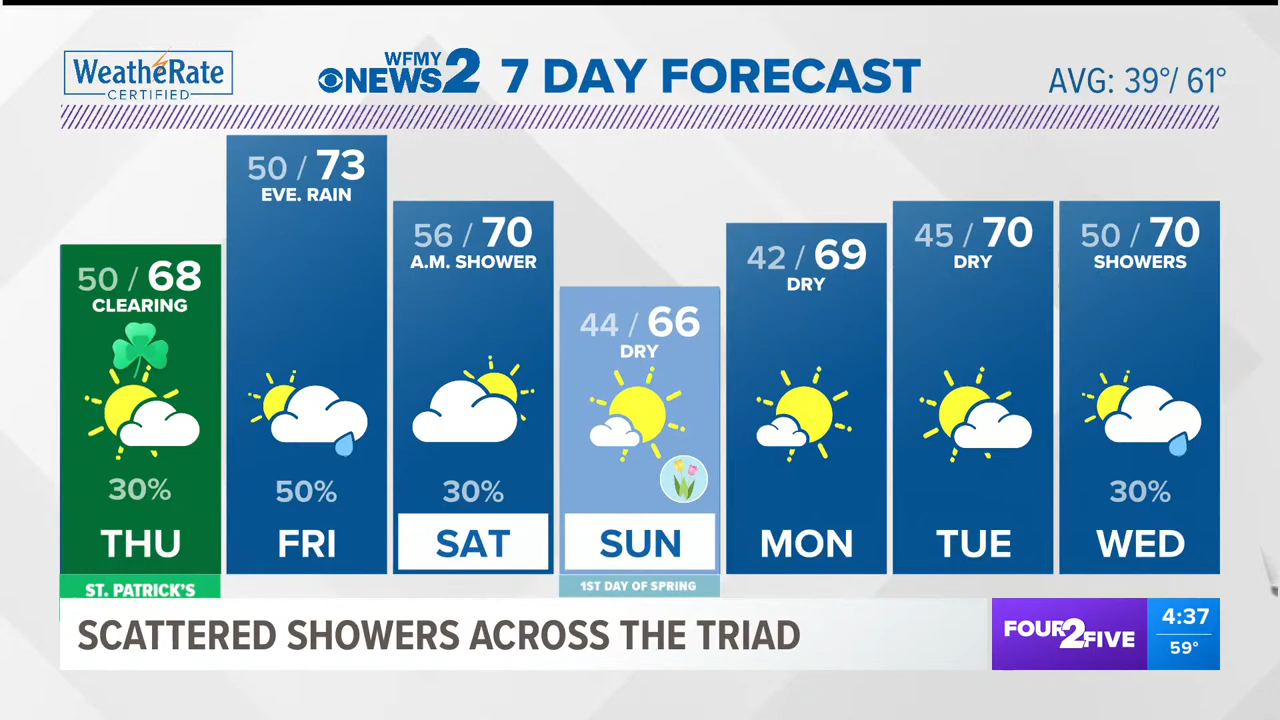 WeatheRate
CERTIFIED
WFMY
NEWS 2
7 DAY FORECAST
AVG: 39°/ 61°
50 / 68
CLEARING
30%
THU
ST. PATRICK'S
50 / 73
EVE. RAIN
50%
FRI
56 / 70
A.M. SHOWER
30%
SAT
44 / 66
DRY
SUN
1ST DAY OF SPRING
42 / 69
DRY
MON
45 / 70
DRY
TUE
50 / 70
SHOWERS
30%
WED
SCATTERED SHOWERS ACROSS THE TRIAD
FOUR 2 FIVE
4:37
59°